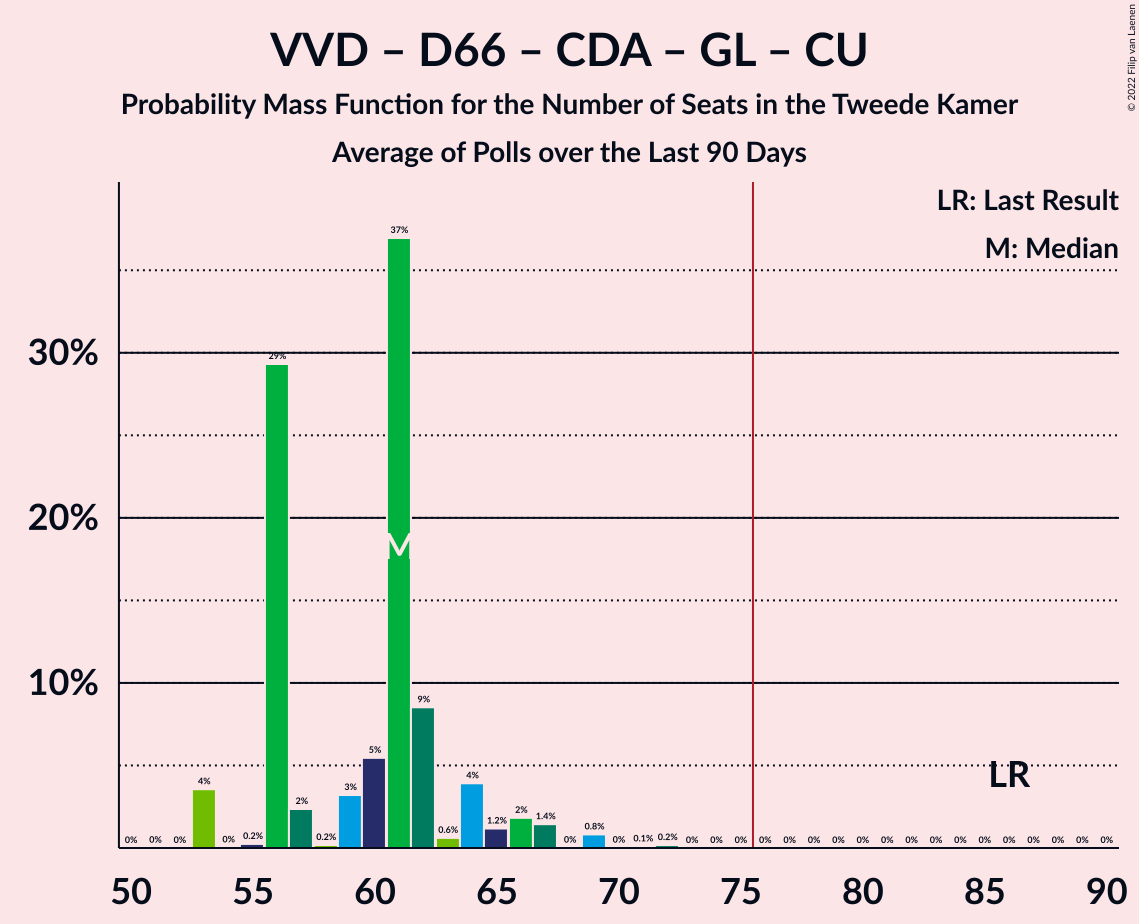 VVD – D66 – CDA – GL – CU
Probability Mass Function for the Number of Seats in the Tweede Kamer
Average of Polls over the Last 90 Days
© 2022 Filip van Laenen
LR: Last Result
M: Median
30%
20%
10%
0% 0% 0% 4% 0% 0.2% 29% 2% 0.2% 3% 5% 37% 9% 0.6% 4% 1.2% 2% 1.4% 0% 0.8% 0% 0.1% 0.2% 0% 0% 0% 0% 0% 0% 0% 0% 0% 0% 0% 0% 0% 0% 0% 0% 0% 0%
M
LR
50 55 60 65 70 75 80 85 90